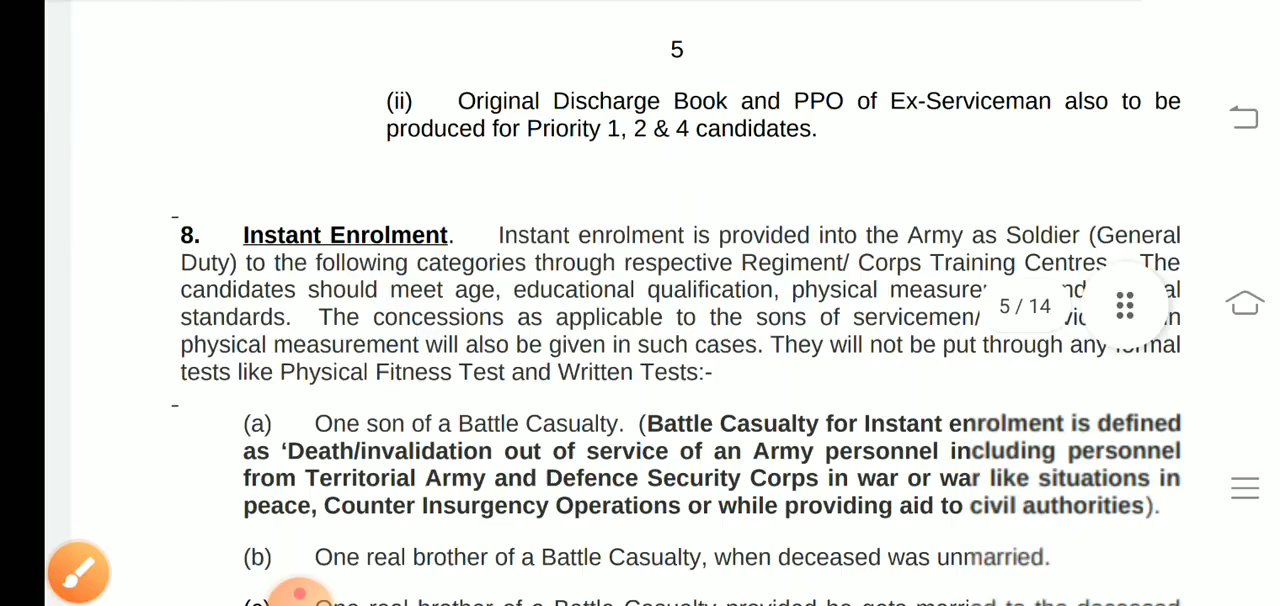 5
(ii) Original Discharge Book and PPO of Ex-Serviceman also to be
produced for Priority 1, 2 & 4 candidates.
8. Instant Enrolment. Instant enrolment is provided into the Army as Soldier (General
Duty) to the following categories through respective Regiment/ Corps Training Centres. The
candidates should meet age, educational qualification, physical
standards. The concessions as applicable to the sons of servicemen/
5 / 14
physical measurement will also be given in such cases. They will not be put through any
tests like Physical Fitness Test and Written Tests:-
(a) One son of a Battle Casualty. (Battle Casualty for Instant enrolment is defined
as ‘Death/invalidation out of service of an Army personnel including personnel
from Territorial Army and Defence Security Corps in war or war like situations in
peace, Counter Insurgency Operations or while providing aid to civil authorities).
(b) One real brother of a Battle Casualty, when deceased was unmarried.